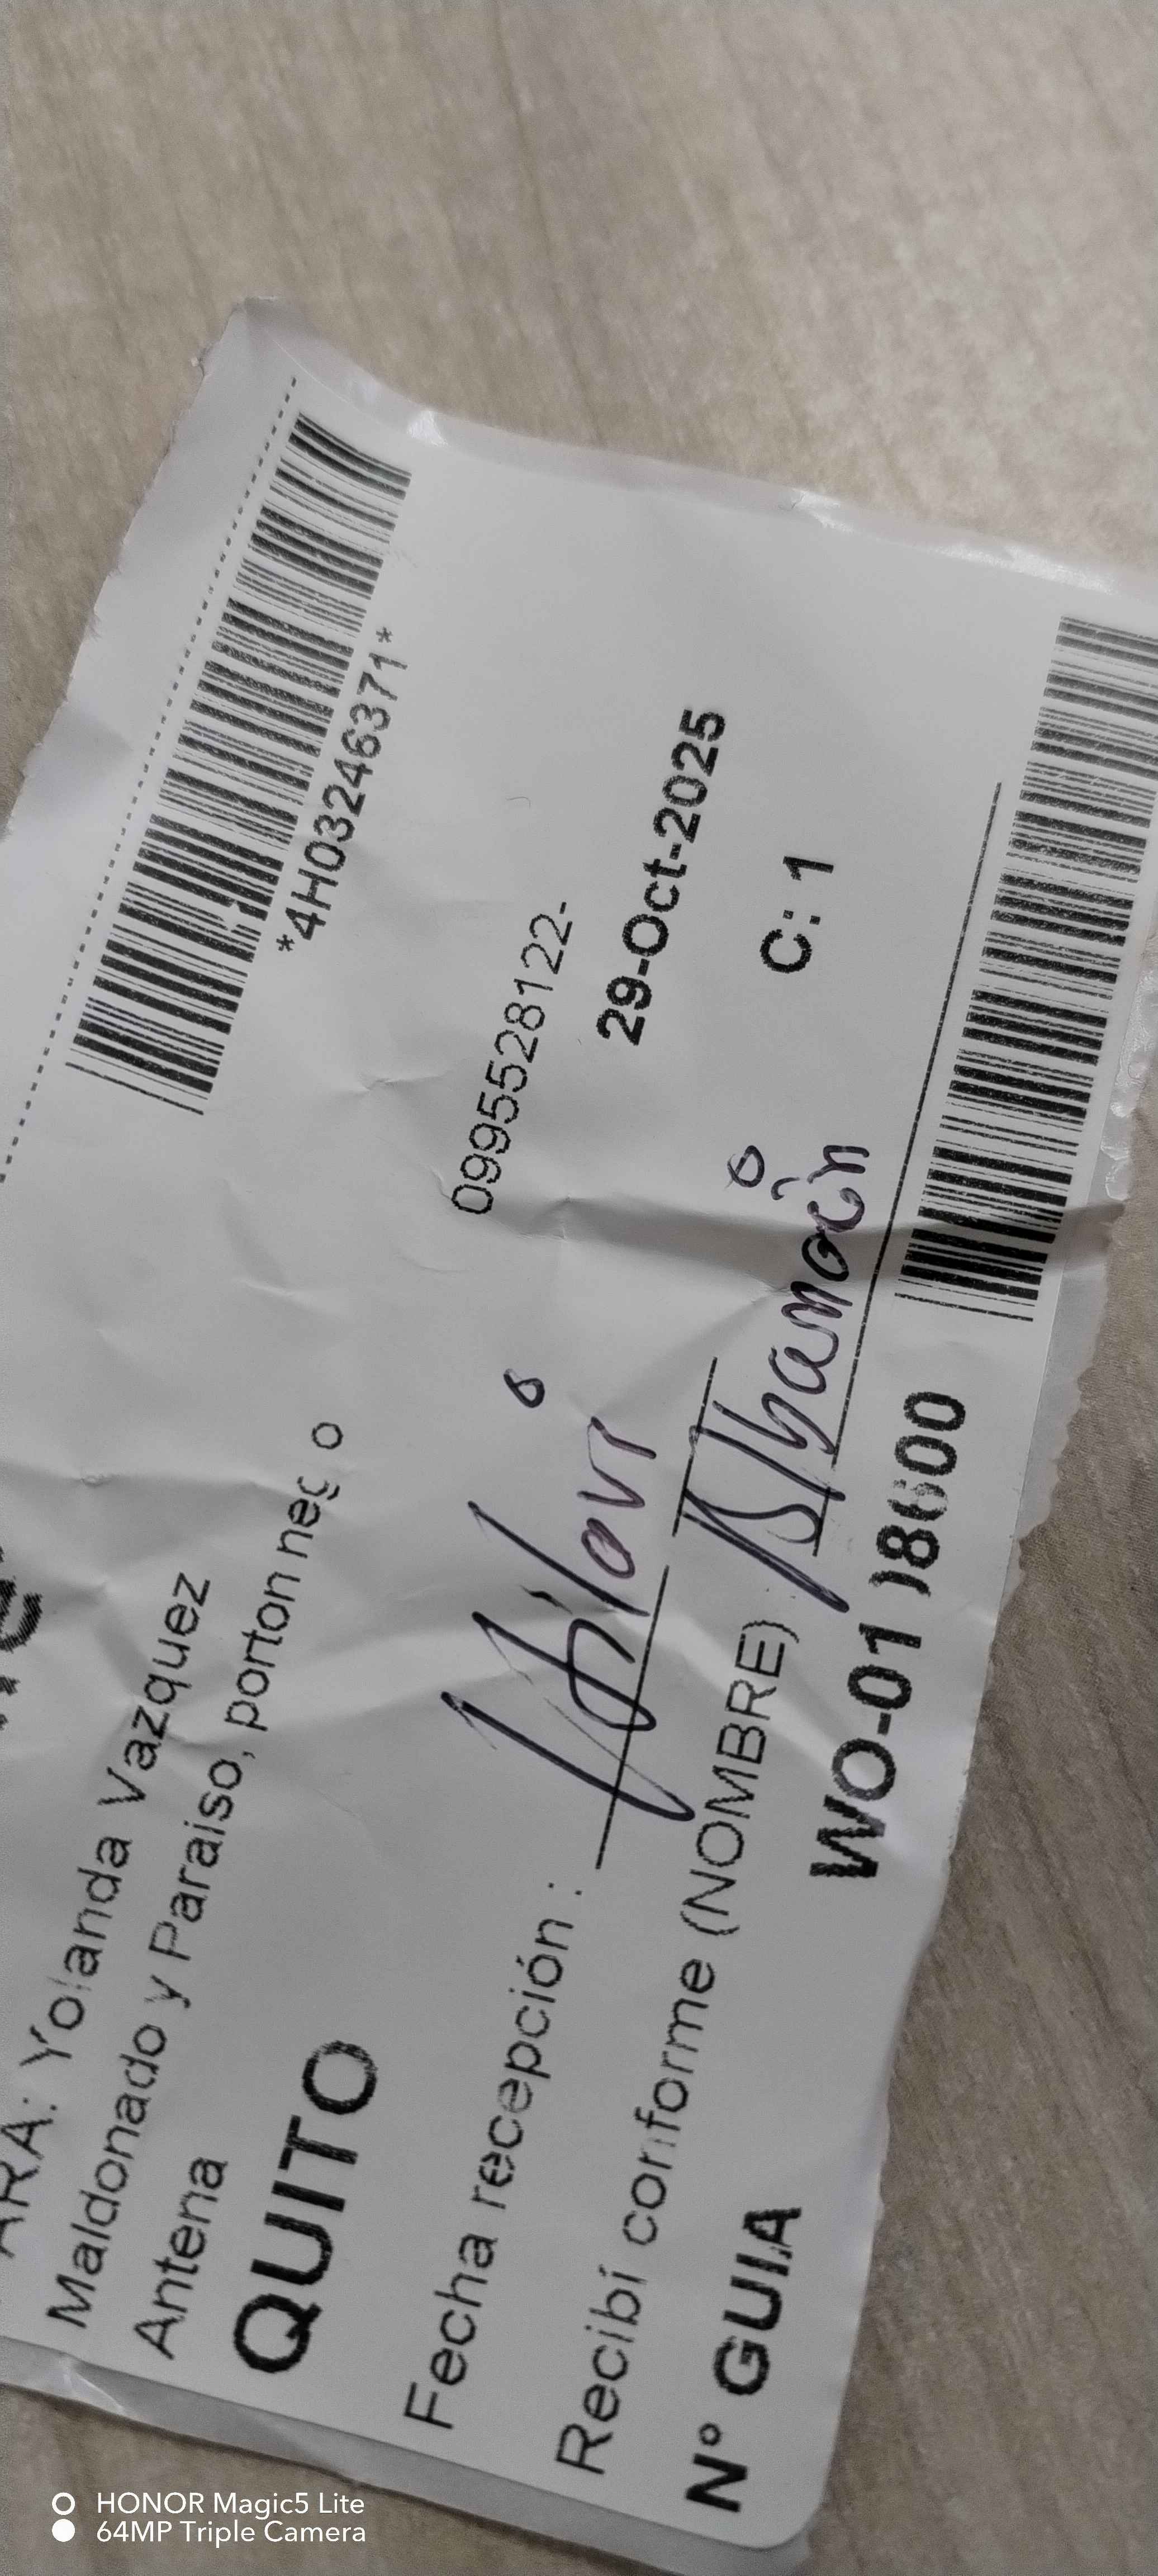 *4H03246371*
ARA: Yolanda Vazquez
Maldonado y Paraiso, porton neg o
Antena
QUITO
0995528122-
Fecha recepción :
29-Oct-2025
Recibí conforme (NOMBRE)
C: 1
N° GUIA WO-01
HONOR Magic5 Lite
64MP Triple Camera